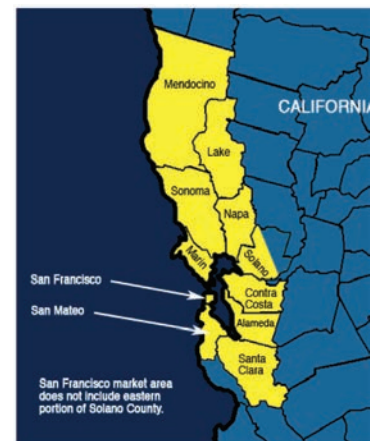 Mendocino
CALIFORNIA
Lake
Sonoma
Napa
Marin
Solano
San Francisco
Contra
Costa
San Mateo
Alameda
Santa
Clara
San Francisco market area
does not include eastern
portion of Solano County.